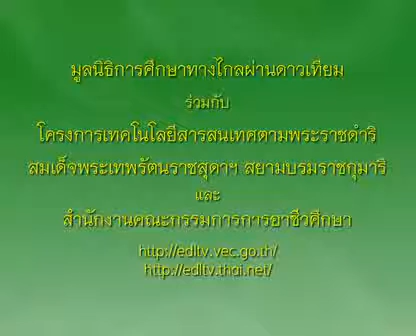 มูลนิธิการศึกษาทางไกลผ่านดาวเทียม
ร่วมกับ
โครงการเทคโนโลยีสารสนเทศตามพระราชดำริ
สมเด็จพระเทพรัตนราชสุดาฯ สยามบรมราชกุมารี
และ
สำนักงานคณะกรรมการการอาชีวศึกษา
http://edltv.vec.go.th/
http://edltv.thai.net/